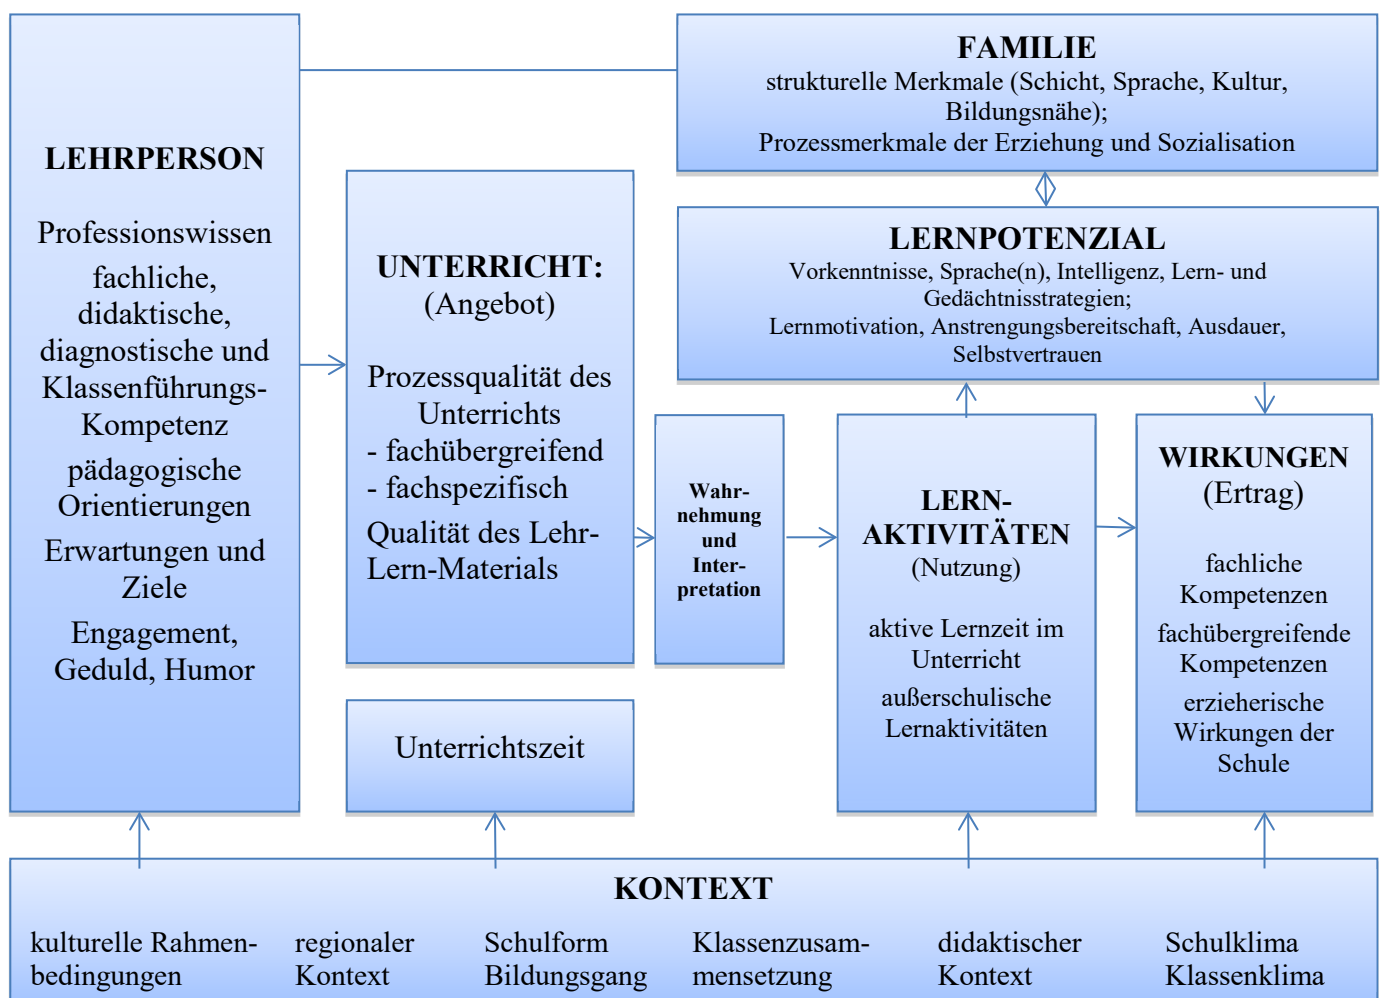 LEHRPERSON
Professionswissen
fachliche,
didaktische,
diagnostische und
Klassenführungs-
Kompetenz
pädagogische
Orientierungen
Erwartungen und
Ziele
Engagement,
Geduld, Humor
UNTERRICHT:
(Angebot)
Prozessqualität des
Unterrichts
- fachübergreifend
- fachspezifisch
Qualität des Lehr-
Lern-Materials
Unterrichtszeit
FAMILIE
strukturelle Merkmale (Schicht, Sprache, Kultur,
Bildungsnähe);
Prozessmerkmale der Erziehung und Sozialisation
LERNPOTENZIAL
Vorkenntnisse, Sprache(n), Intelligenz, Lern- und
Gedächtnisstrategien;
Lernmotivation, Anstrengungsbereitschaft, Ausdauer,
Selbstvertrauen
Wahr-
nehmung
und
Inter-
pretation
LERN-
AKTIVITÄTEN
(Nutzung)
aktive Lernzeit im
Unterricht
außerschulische
Lernaktivitäten
WIRKUNGEN
(Ertrag)
fachliche
Kompetenzen
fachübergreifende
Kompetenzen
erzieherische
Wirkungen der
Schule
KONTEXT
kulturelle Rahmen-
bedingungen
regionaler
Kontext
Schulform
Bildungsgang
Klassenzusam-
mensetzung
didaktischer
Kontext
Schulklima
Klassenklima